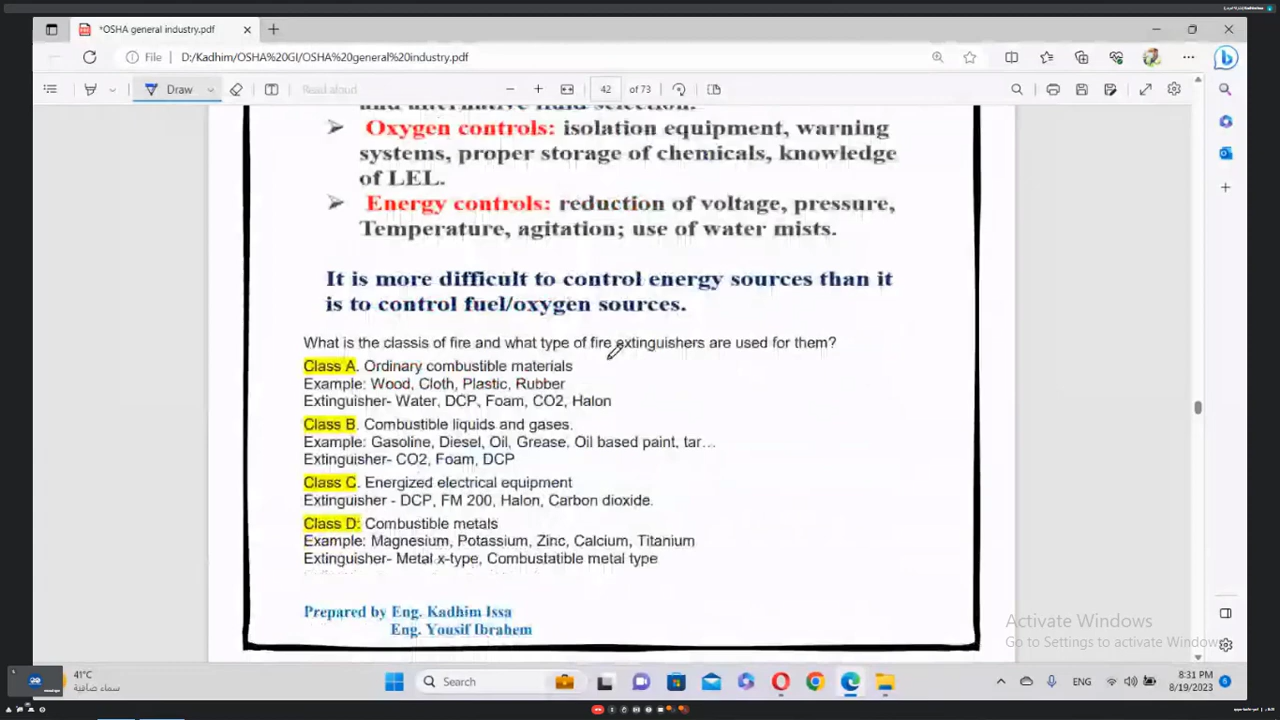 *OSHA general industry.pdf
File
D:/Kadhim/OSHA%20GI/OSHA%20general%20industry.pdf
Draw
Read aloud
42
of 73
and alternative fluid selection.
➢ Oxygen controls: isolation equipment, warning
systems, proper storage of chemicals, knowledge
of LEL.
➢ Energy controls: reduction of voltage, pressure,
Temperature, agitation; use of water mists.
It is more difficult to control energy sources than it
is to control fuel/oxygen sources.
What is the classis of fire and what type of fire extinguishers are used for them?
Class A. Ordinary combustible materials
Example: Wood, Cloth, Plastic, Rubber
Extinguisher- Water, DCP, Foam, CO2, Halon
Class B. Combustible liquids and gases.
Example: Gasoline, Diesel, Oil, Grease, Oil based paint, tar…
Extinguisher- CO2, Foam, DCP
Class C. Energized electrical equipment
Extinguisher - DCP, FM 200, Halon, Carbon dioxide.
Class D: Combustible metals
Example: Magnesium, Potassium, Zinc, Calcium, Titanium
Extinguisher- Metal x-type, Combustatible metal type
Prepared by Eng. Kadhim Issa
Eng. Yousif Ibrahem
Activate Windows
Go to Settings to activate Windows.
41°C
سماء صافية
Search
ENG
8:31 PM
8/19/2023